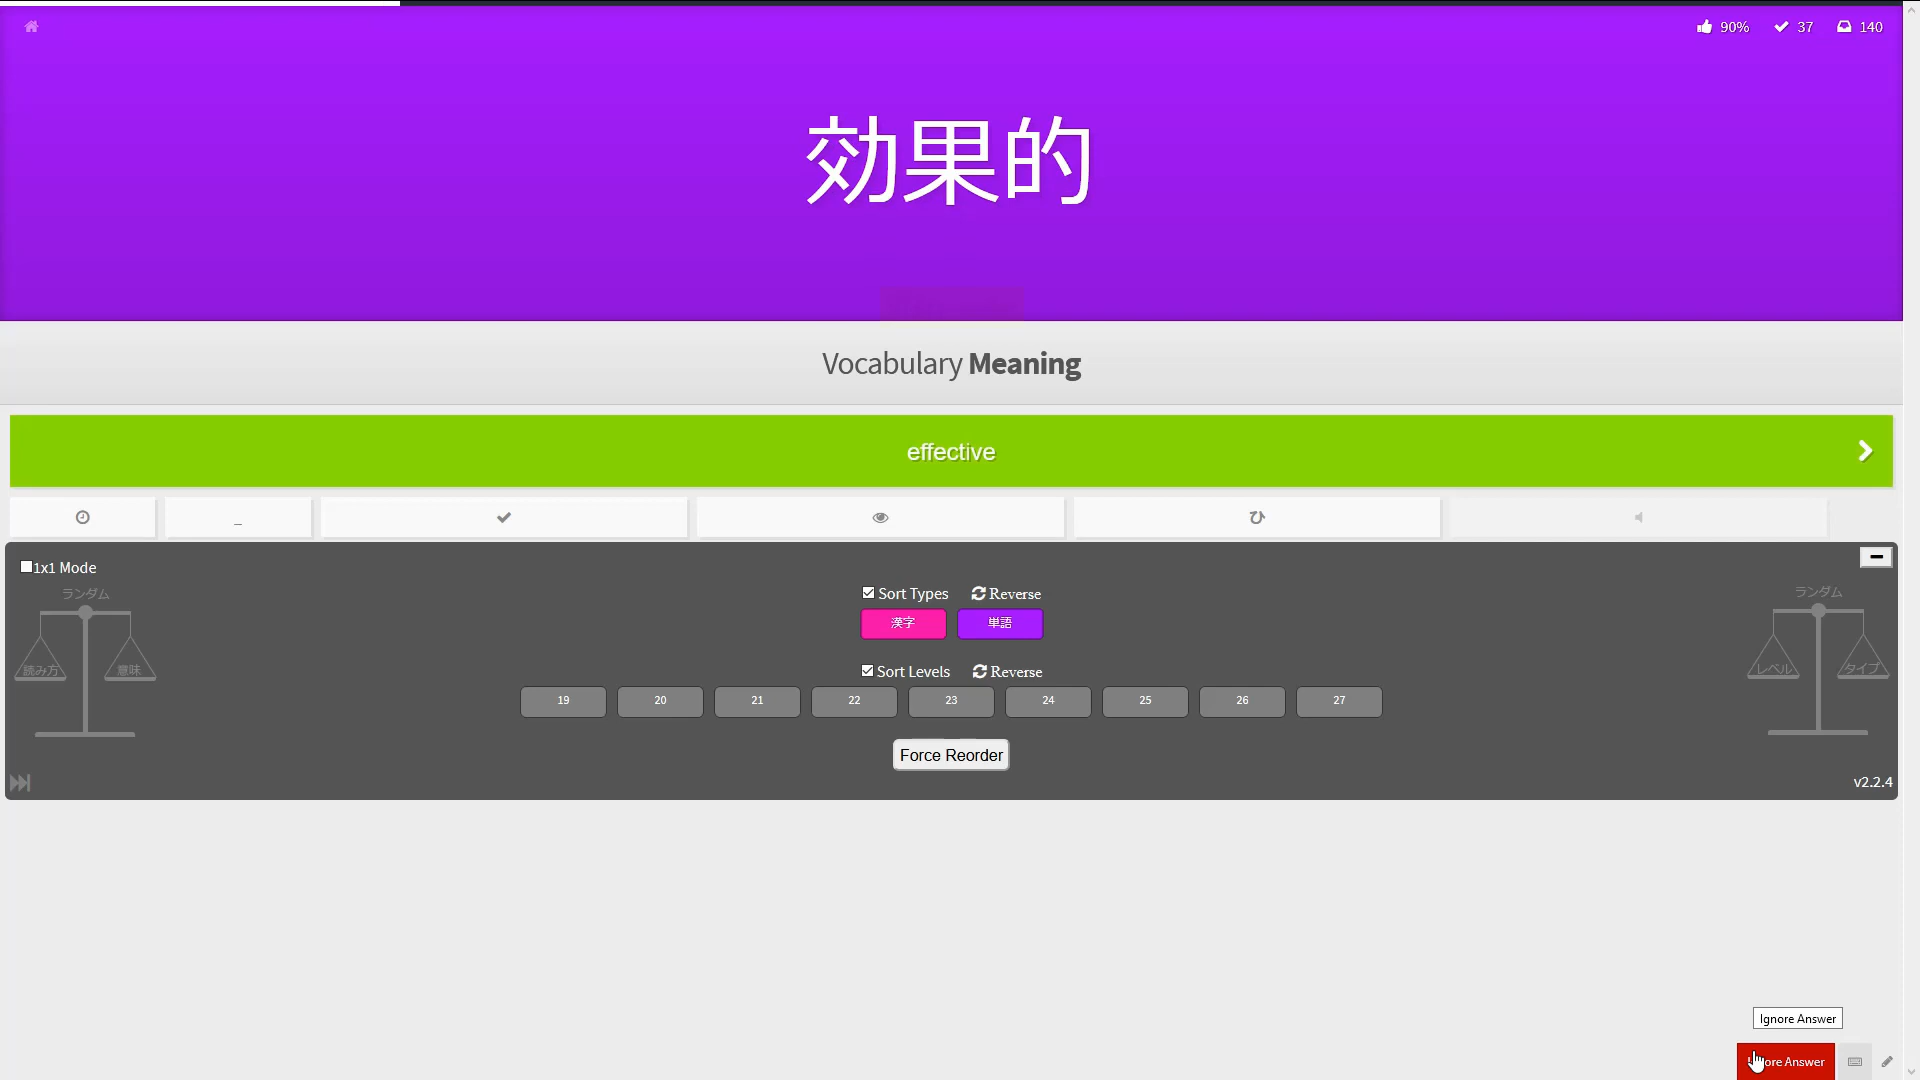 90% 37 140
効果的
Vocabulary Meaning
effective
_ ひ
1x1 Mode
ランダム
読み方 意味
Sort Types Reverse
漢字 単語
Sort Levels Reverse
19 20 21 22 23 24 25 26 27
Force Reorder
ランダム
レベル タイプ
v2.2.4
Ignore Answer
ore Answer